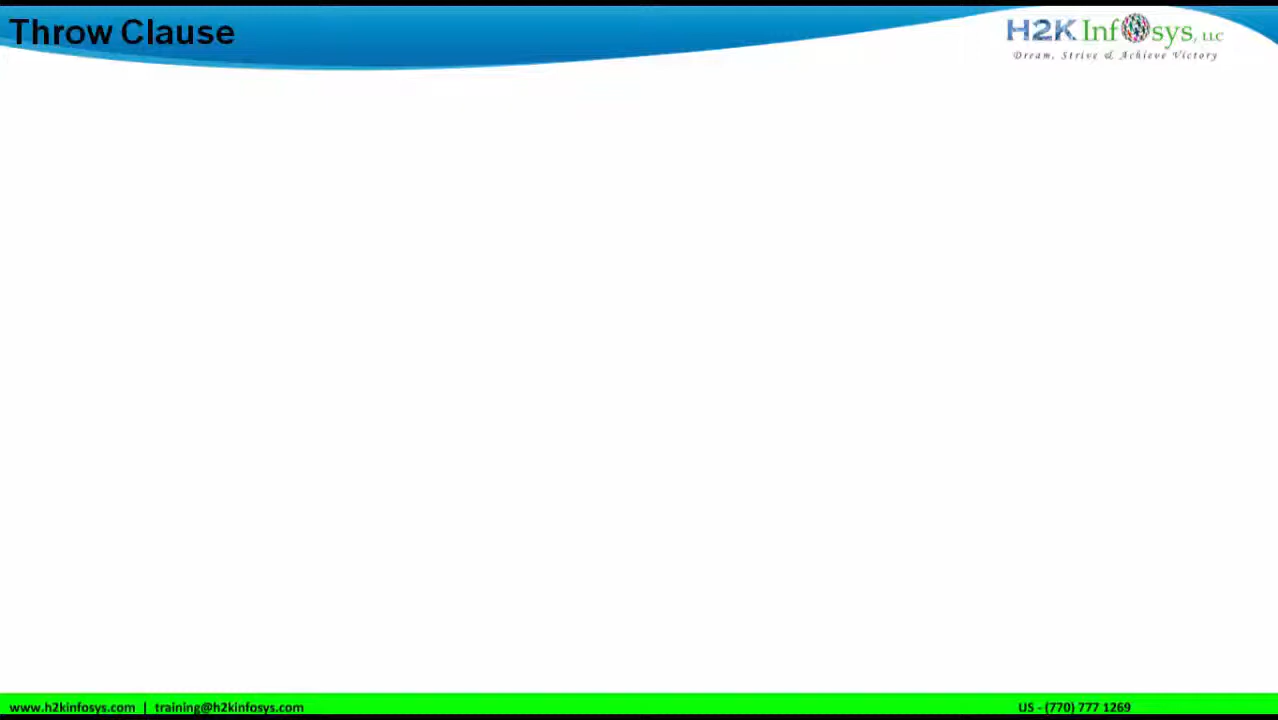 Throw Clause
H2K Infosys, LLC
Dream, Strive & Achieve Victory
www.h2kinfosys.com | training@h2kinfosys.com
US - (770) 777 1269